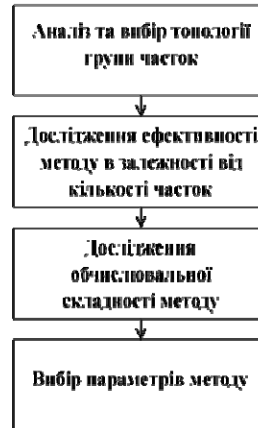 Аналіз та вибір топології
групи часток
Дослідження ефективності
методу в залежності від
кількості часток
Дослідження
обчислювальної
складності методу
Вибір параметрів методу